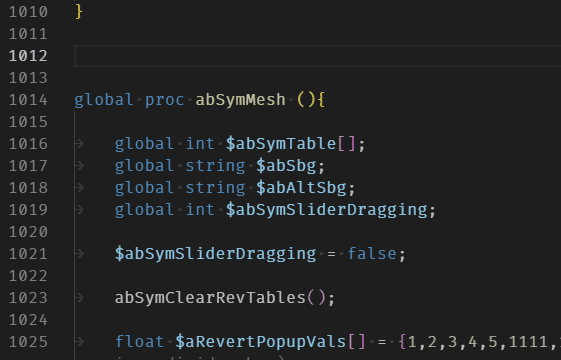 1010 }
1011
1012
1013
1014 global proc abSymMesh (){
1015
1016 global int $abSymTable[];
1017 global string $abSbg;
1018 global string $abAltSbg;
1019 global int $abSymSliderDragging;
1020
1021 $abSymSliderDragging = false;
1022
1023 abSymClearRevTables();
1024
1025 float $aRevertPopupVals[] = {1,2,3,4,5,1111,